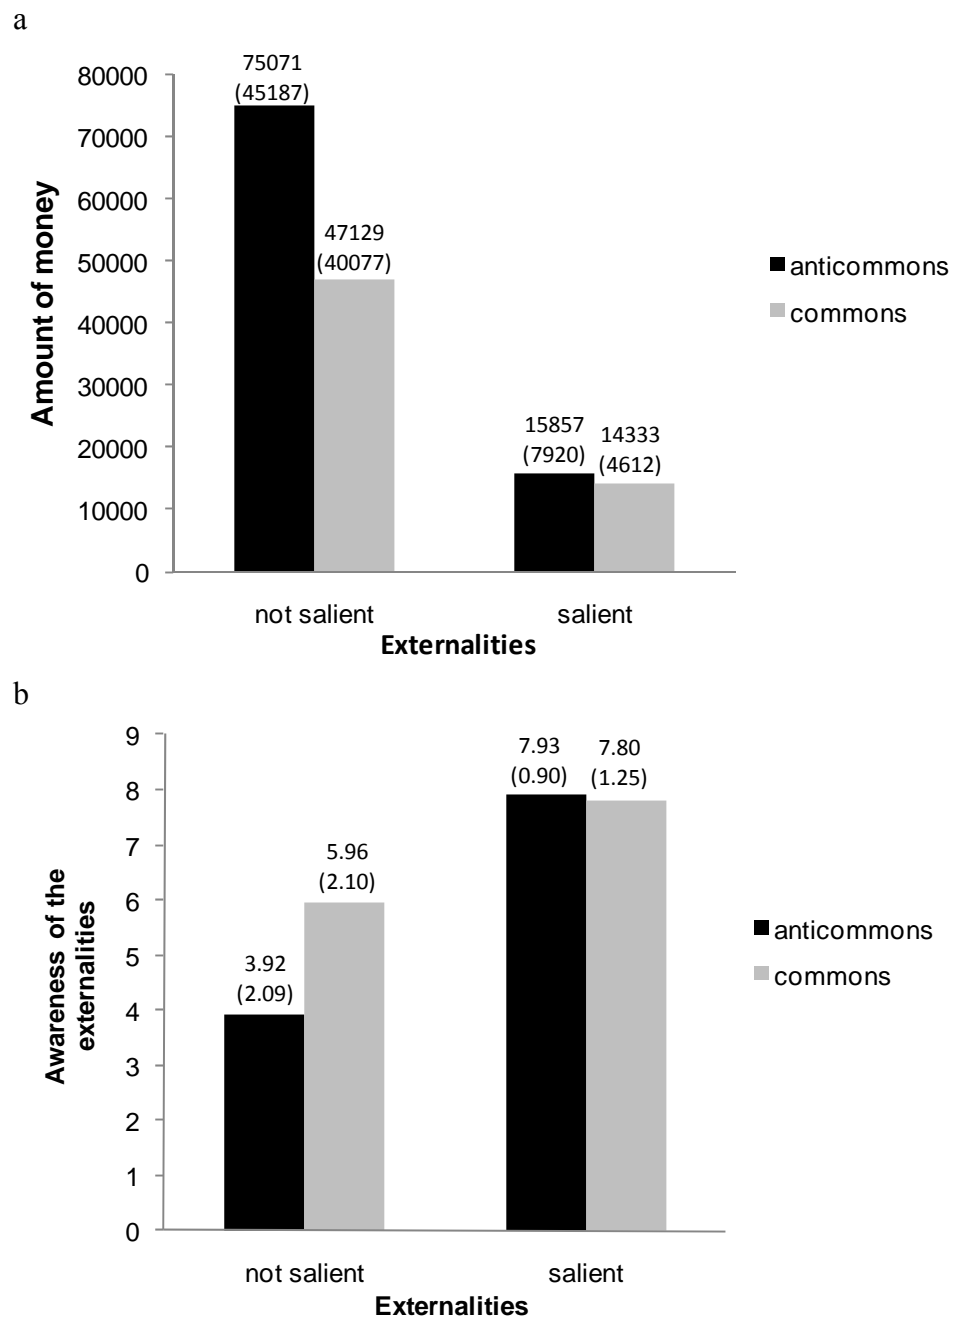 a
75071
(45187)
80000
70000
60000
50000
40000
30000
20000
10000
0
Amount of money
47129
(40077)
15857
(7920)
14333
(4612)
anticommons
commons
not salient
salient
Externalities
b
9
8
7
6
5
4
3
2
1
0
Awareness of the
externalities
3.92
(2.09)
5.96
(2.10)
7.93
(0.90)
7.80
(1.25)
anticommons
commons
not salient
salient
Externalities